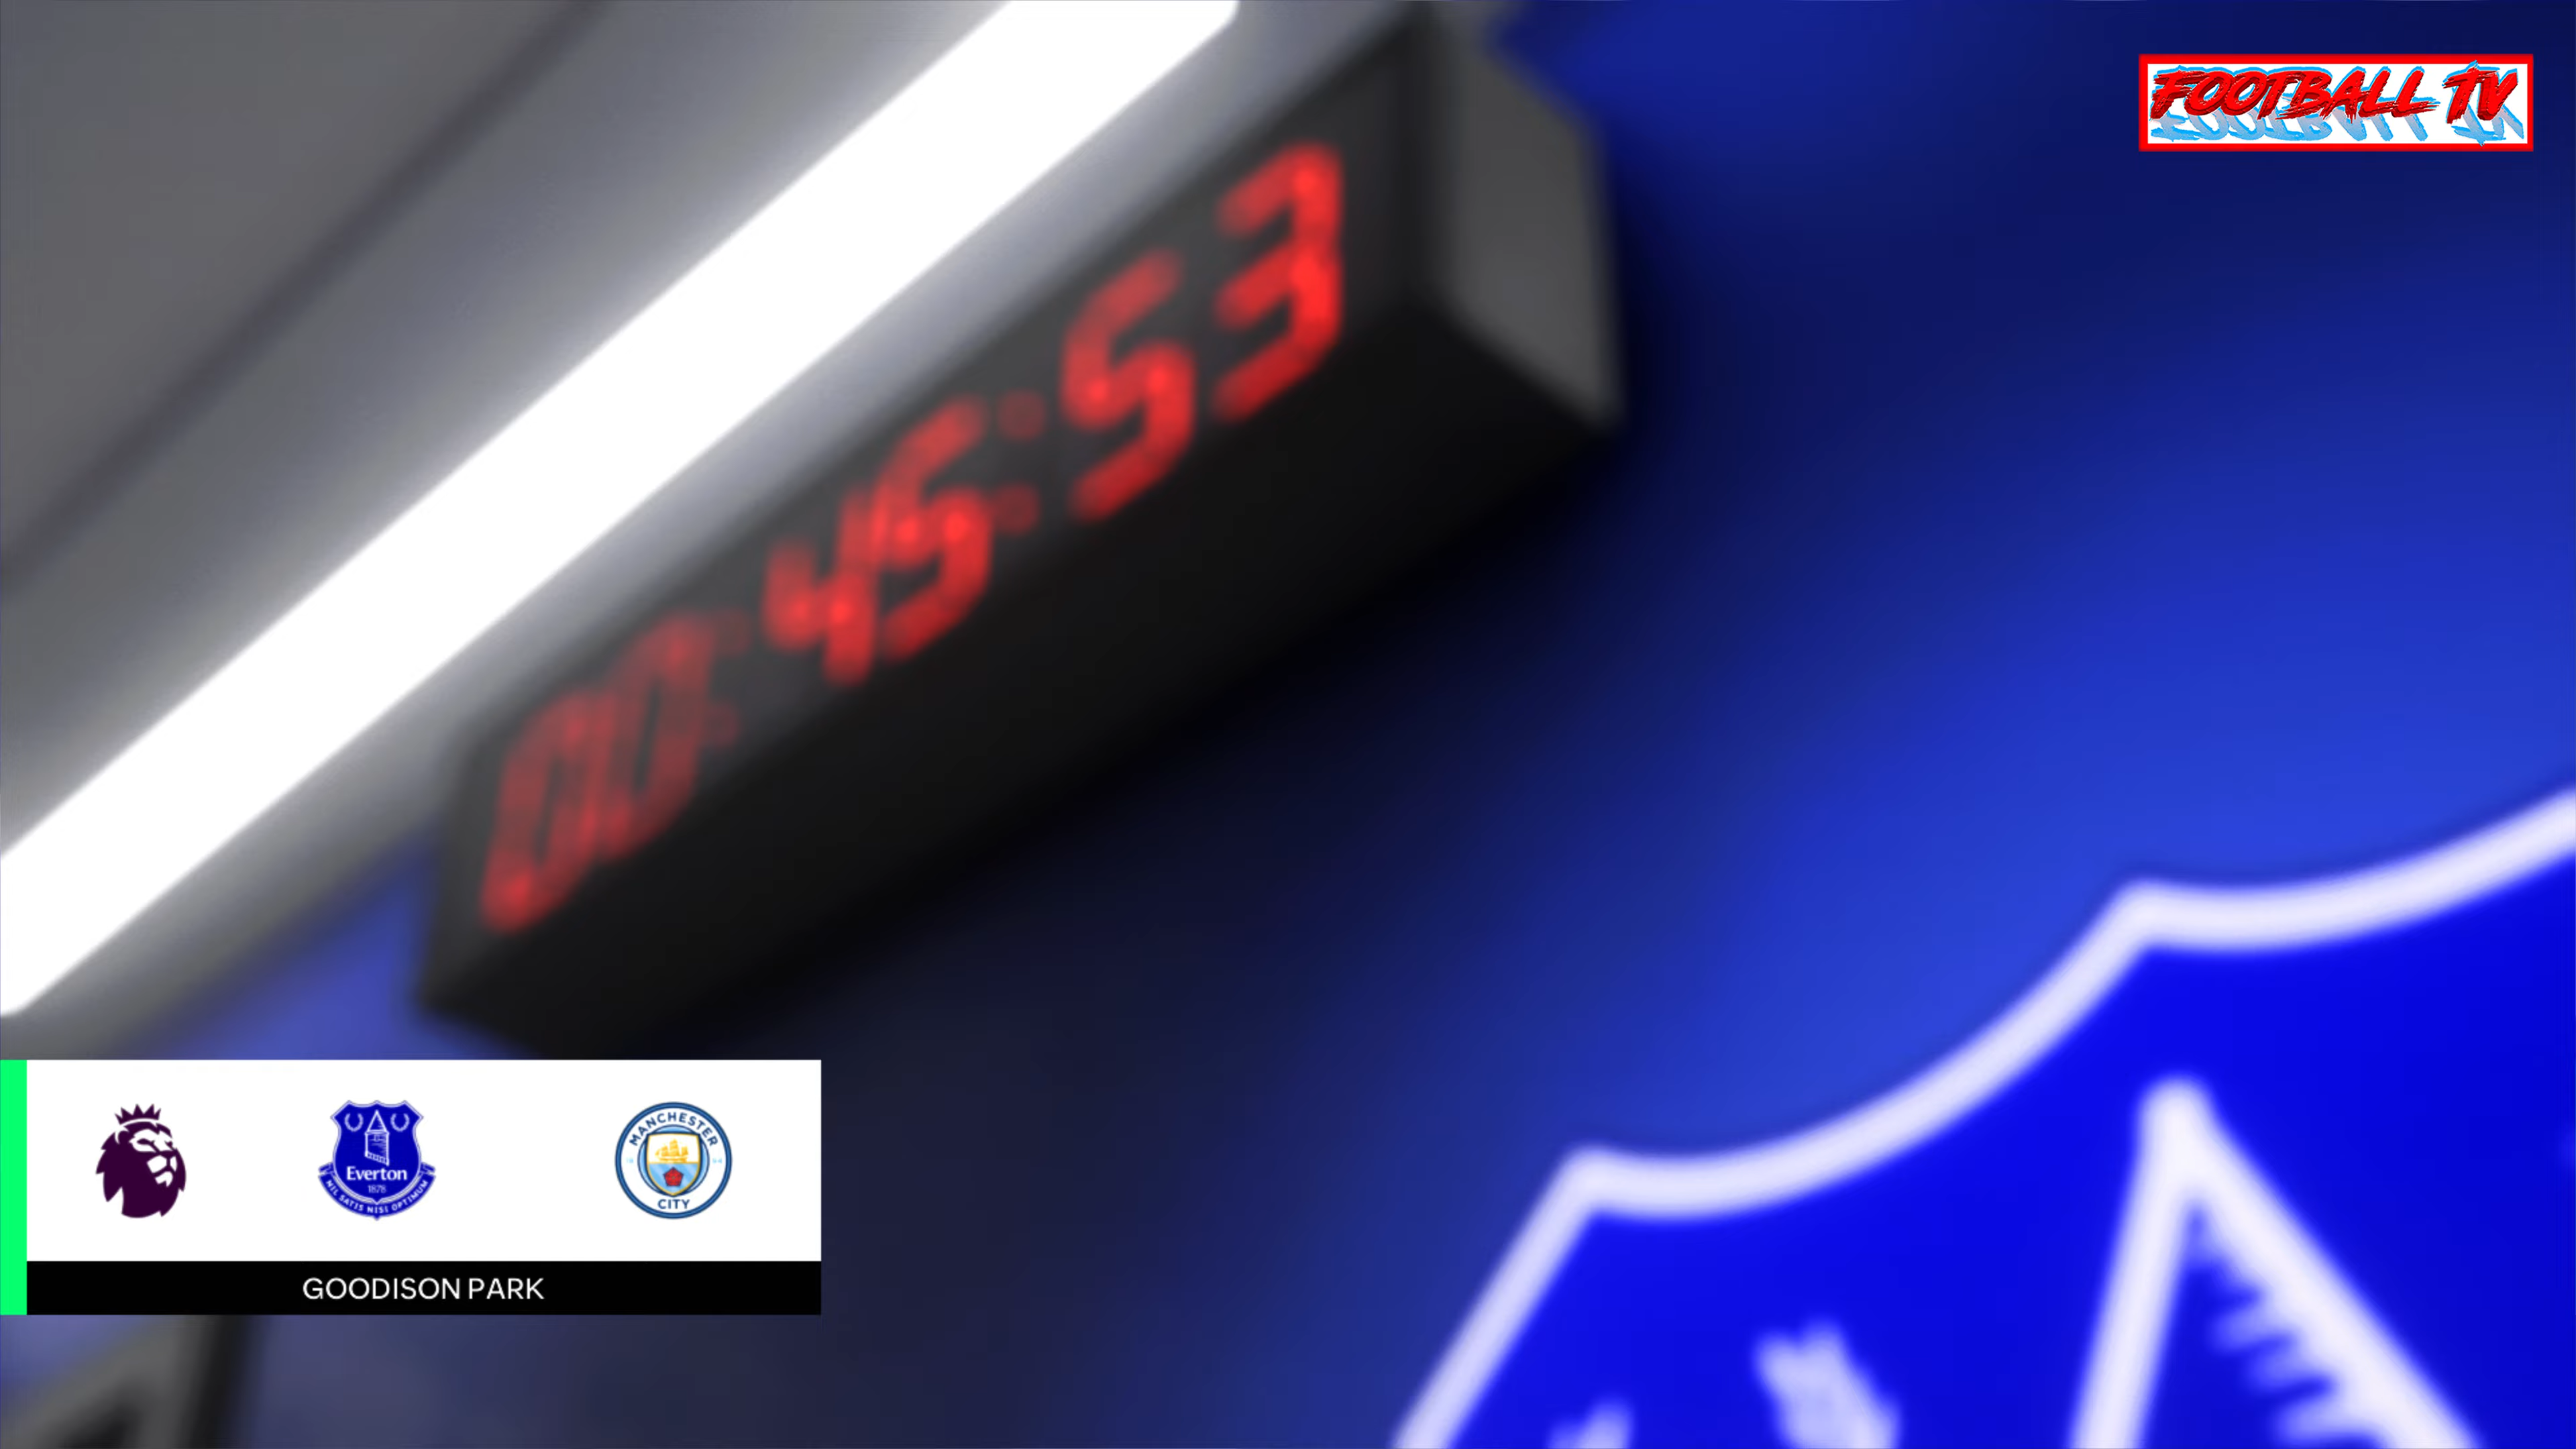 FOOTBALL TV
00:45:53
Everton
1878
NIL SATIS NISI OPTIMUM
MANCHESTER
CITY
GOODISON PARK